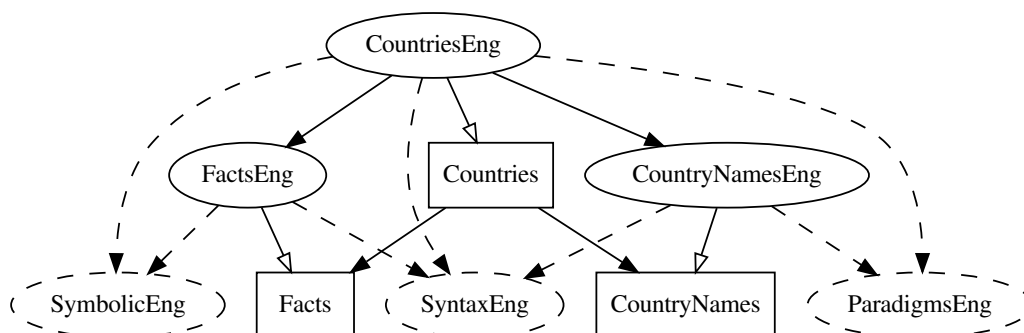 CountriesEng
FactsEng
Countries
CountryNamesEng
SymbolicEng
Facts
SyntaxEng
CountryNames
ParadigmsEng